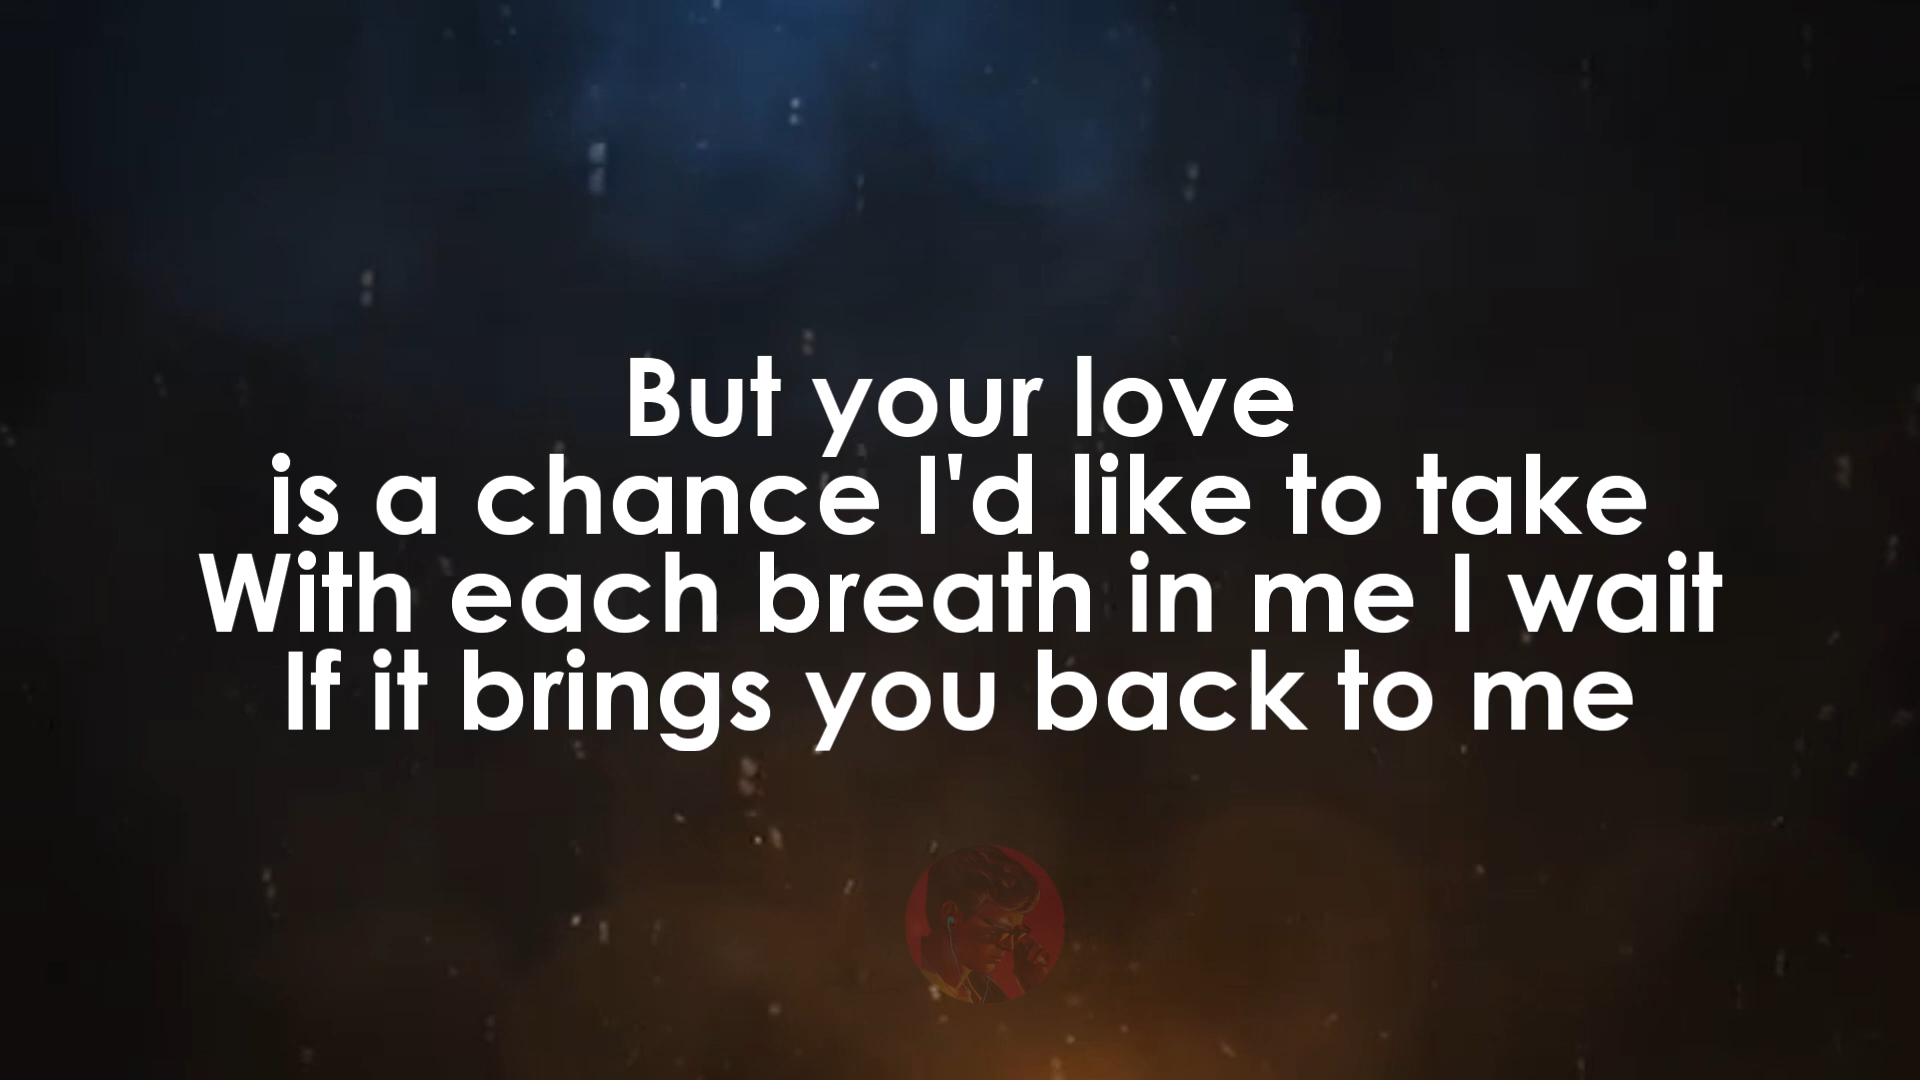 But your love
is a chance I'd like to take
With each breath in me I wait
If it brings you back to me